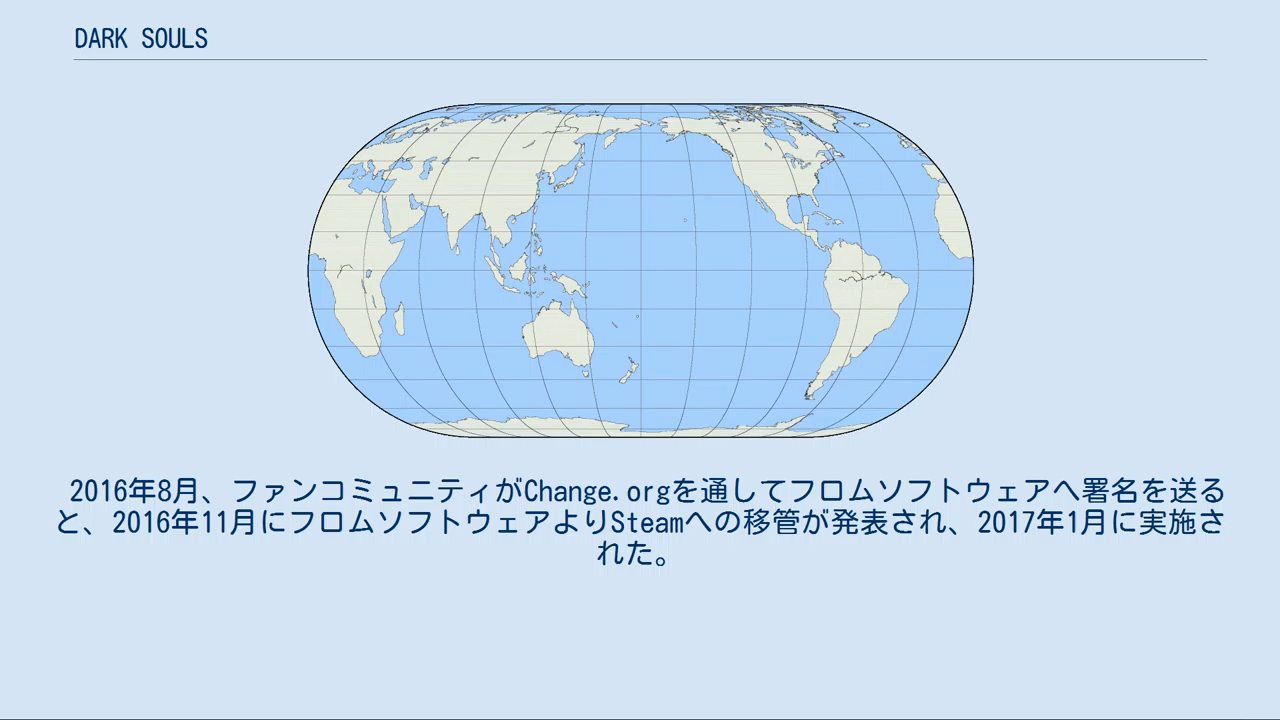 DARK SOULS
2016年8月、ファンコミュニティがChange.orgを通してフロムソフトウェアへ署名を送る
と、2016年11月にフロムソフトウェアよりSteamへの移管が発表され、2017年1月に実施さ
れた。